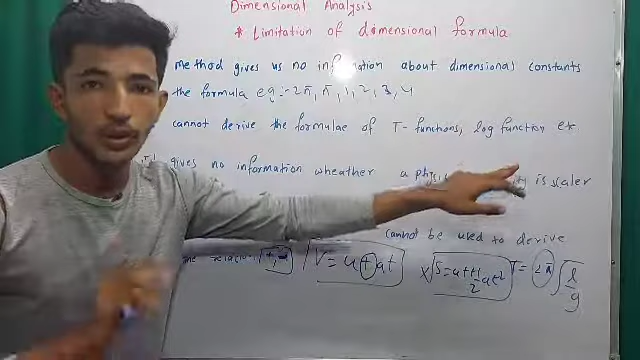 Dimensional Analysis
* Limitation of dimensional formula
method gives us no information about dimensional constants
the formula eg:- 2π, π, 1, 2, 3, 4
cannot derive the formulae of T-functions, log function
gives no information wheather a is scaler
cannot be used to derive
the V = u + at × S = ut + 1/2 at² T = 2π √l/g